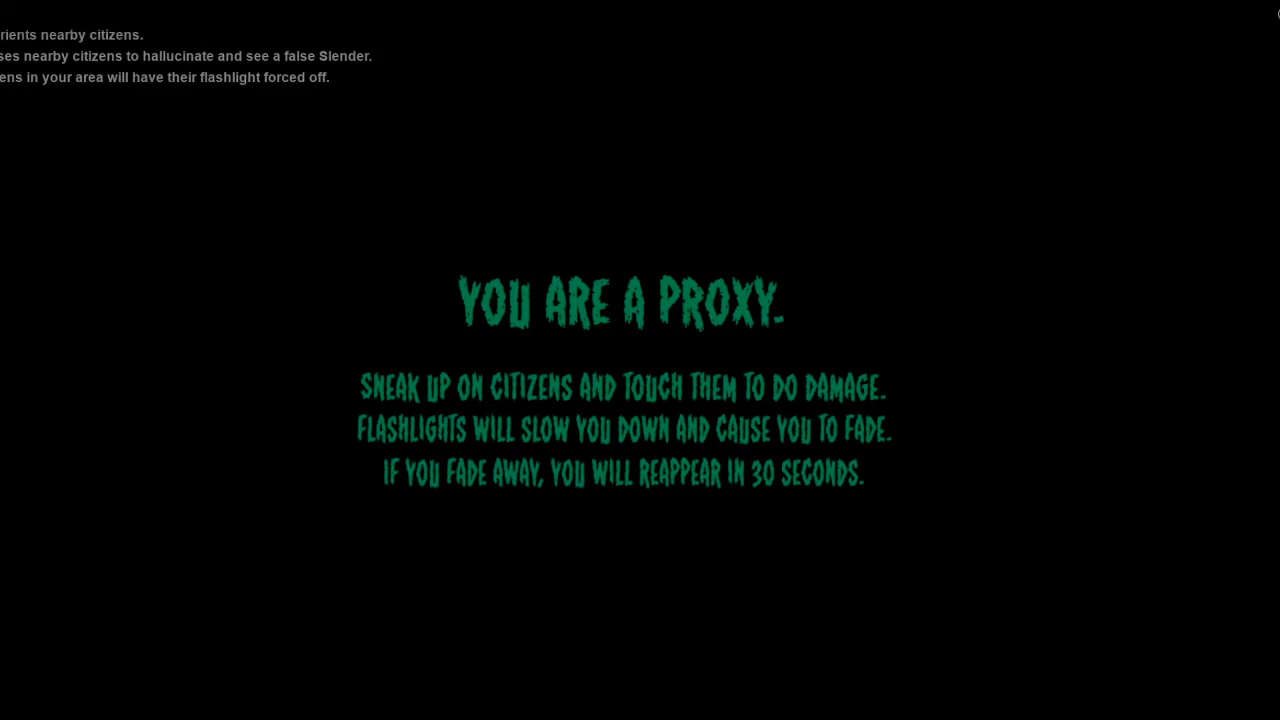 rients nearby citizens.
ses nearby citizens to hallucinate and see a false Slender.
ens in your area will have their flashlight forced off.
YOU ARE A PROXY.
SNEAK UP ON CITIZENS AND TOUCH THEM TO DO DAMAGE.
FLASHLIGHTS WILL SLOW YOU DOWN AND CAUSE YOU TO FADE.
IF YOU FADE AWAY, YOU WILL REAPPEAR IN 30 SECONDS.